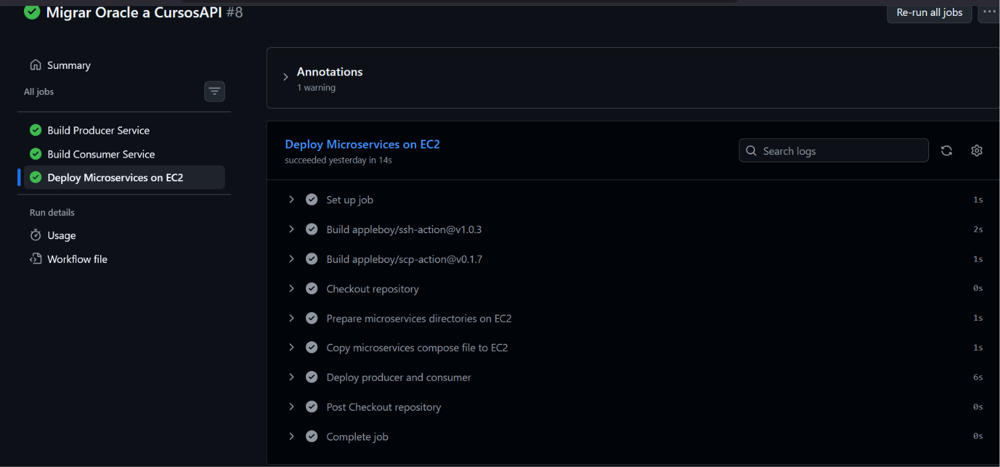 Migrar Oracle a CursosAPI #8
Re-run all jobs
Summary
All jobs
Build Producer Service
Build Consumer Service
Deploy Microservices on EC2
Run details
Usage
Workflow file
Annotations
1 warning
Deploy Microservices on EC2
succeeded yesterday in 14s
Search logs
Set up job 1s
Build appleboy/ssh-action@v1.0.3 2s
Build appleboy/scp-action@v0.1.7 1s
Checkout repository 0s
Prepare microservices directories on EC2 1s
Copy microservices compose file to EC2 1s
Deploy producer and consumer 6s
Post Checkout repository 0s
Complete job 0s